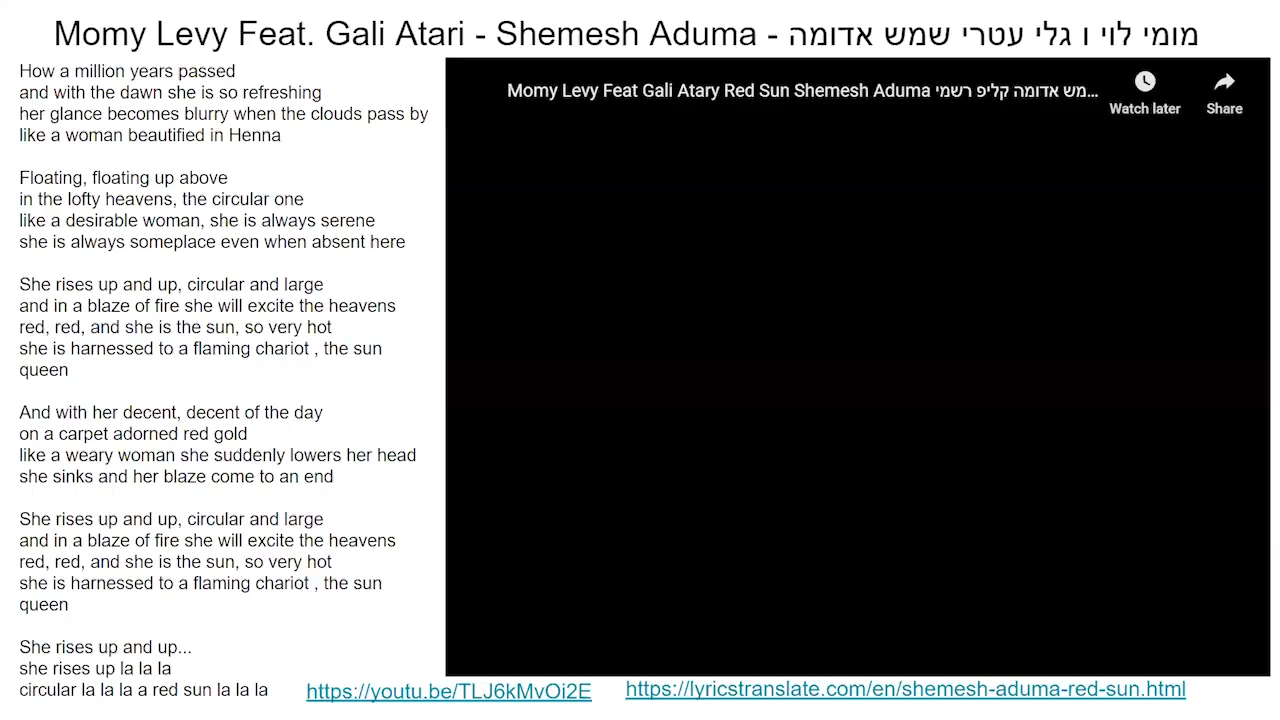 Momy Levy Feat. Gali Atari - Shemesh Aduma - מומי לוי ו גלי עטרי שמש אדומה
How a million years passed
and with the dawn she is so refreshing
her glance becomes blurry when the clouds pass by
like a woman beautified in Henna
Floating, floating up above
in the lofty heavens, the circular one
like a desirable woman, she is always serene
she is always someplace even when absent here
She rises up and up, circular and large
and in a blaze of fire she will excite the heavens
red, red, and she is the sun, so very hot
she is harnessed to a flaming chariot , the sun
queen
And with her decent, decent of the day
on a carpet adorned red gold
like a weary woman she suddenly lowers her head
she sinks and her blaze come to an end
She rises up and up, circular and large
and in a blaze of fire she will excite the heavens
red, red, and she is the sun, so very hot
she is harnessed to a flaming chariot , the sun
queen
She rises up and up...
she rises up la la la
circular la la la a red sun la la la
Momy Levy Feat Gali Atary Red Sun Shemesh Aduma מש אדומה קליפ רשמי...
Watch later
Share
https://youtu.be/TLJ6kMvOi2E
https://lyricstranslate.com/en/shemesh-aduma-red-sun.html